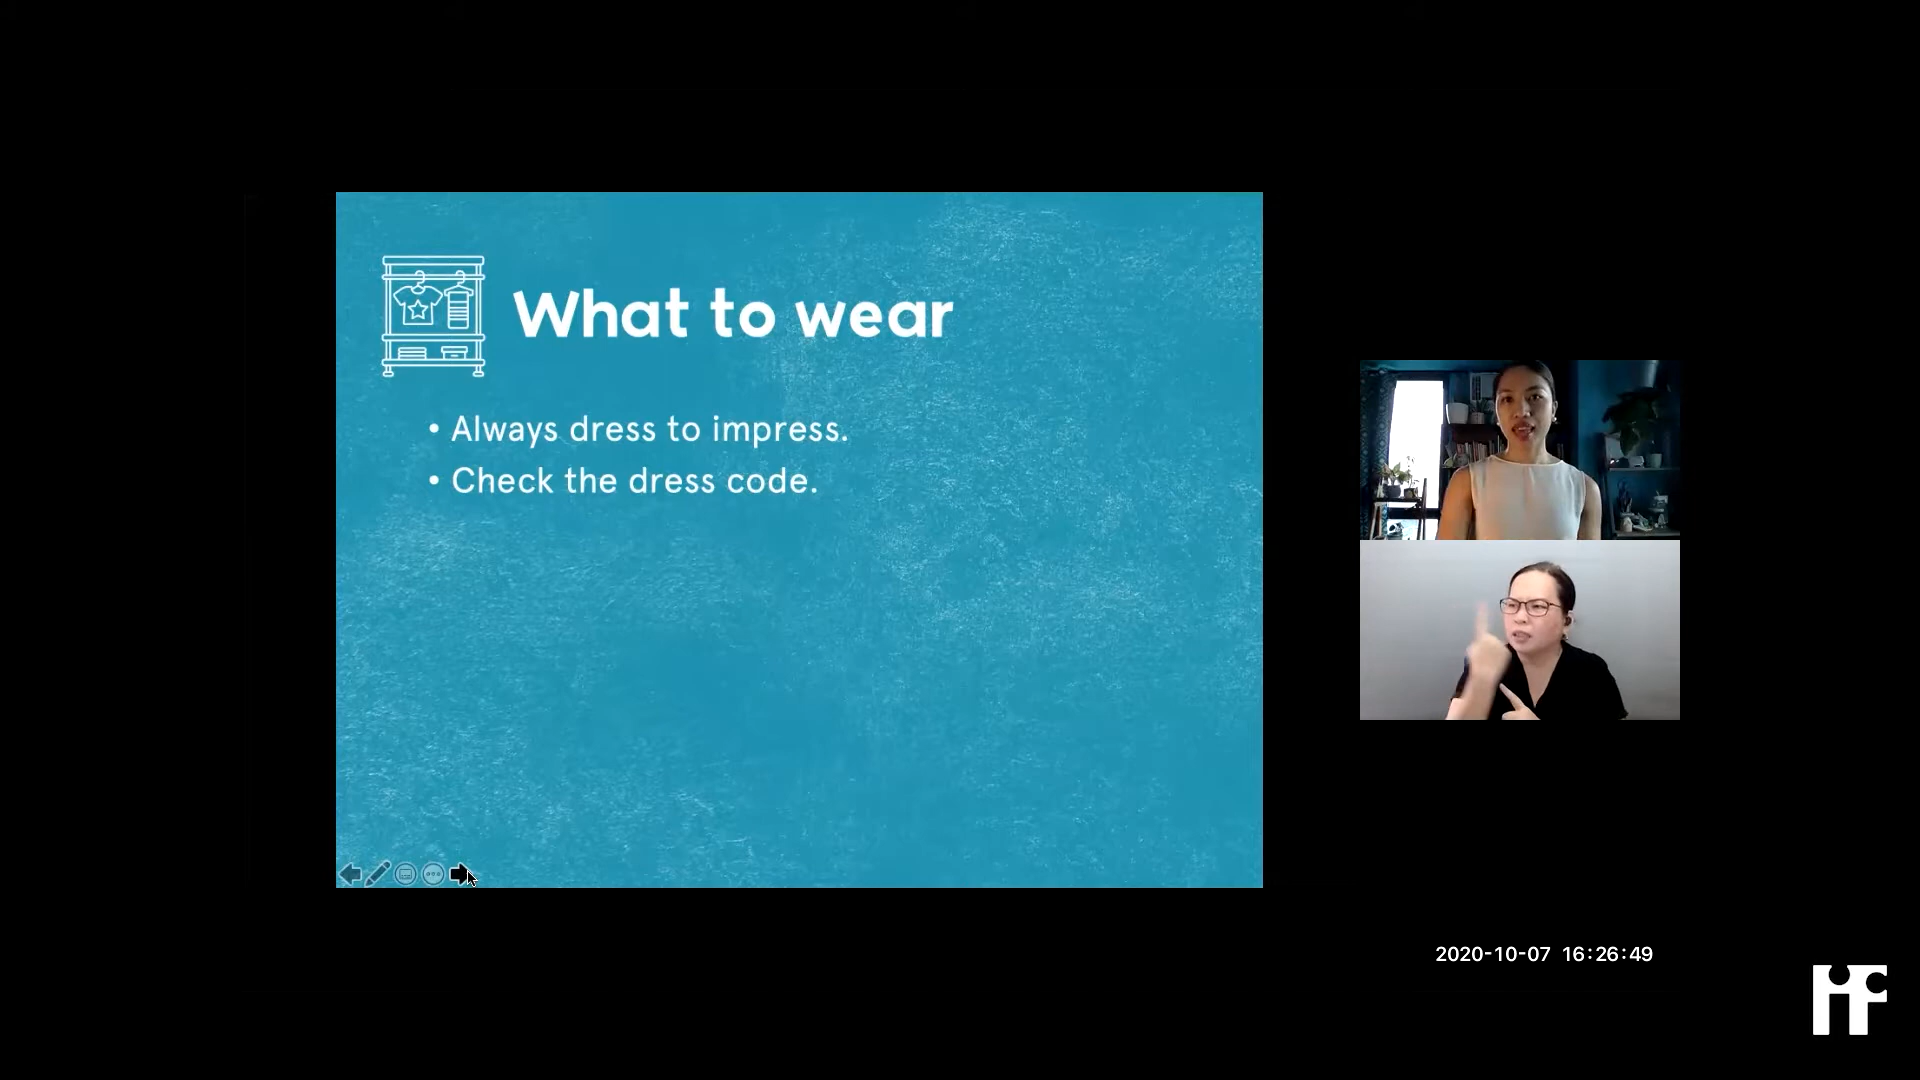 What to wear
• Always dress to impress.
• Check the dress code.
2020-10-07 16:26:49